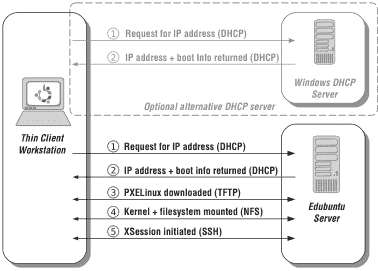 ① Request for IP address (DHCP)
② IP address + boot Info returned (DHCP)
Windows DHCP
Server
Optional alternative DHCP server
Thin Client
Workstation
① Request for IP address (DHCP)
② IP address + boot info returned (DHCP)
③ PXELinux downloaded (TFTP)
④ Kernel + filesystem mounted (NFS)
⑤ XSession initiated (SSH)
Edubuntu
Server